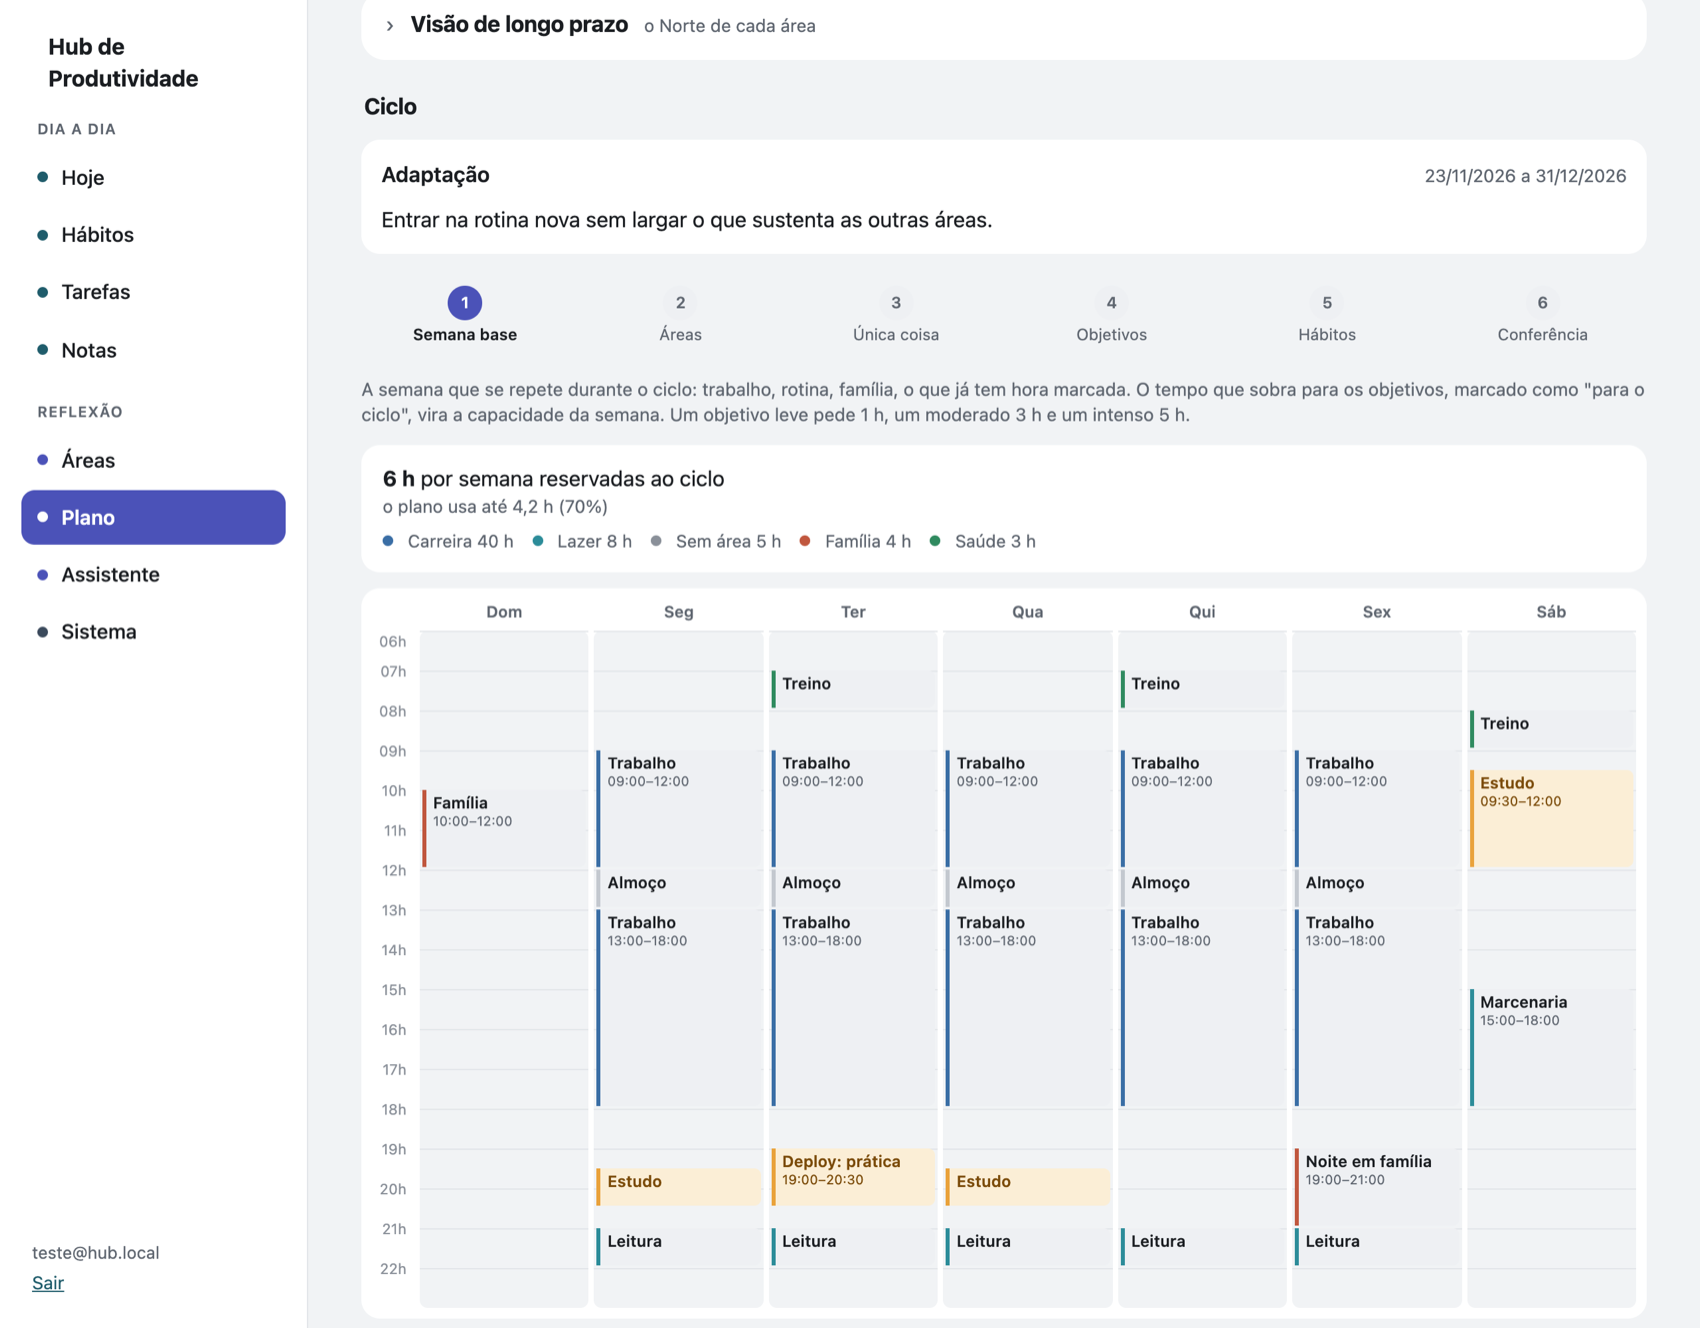 Hub de
Produtividade
DIA A DIA
Hoje
Hábitos
Tarefas
Notas
REFLEXÃO
Áreas
Plano
Assistente
Sistema
teste@hub.local
Sair
› Visão de longo prazo o Norte de cada área
Ciclo
Adaptação 23/11/2026 a 31/12/2026
Entrar na rotina nova sem largar o que sustenta as outras áreas.
1 2 3 4 5 6
Semana base Áreas Única coisa Objetivos Hábitos Conferência
A semana que se repete durante o ciclo: trabalho, rotina, família, o que já tem hora marcada. O tempo que sobra para os objetivos, marcado como "para o
ciclo", vira a capacidade da semana. Um objetivo leve pede 1 h, um moderado 3 h e um intenso 5 h.
6 h por semana reservadas ao ciclo
o plano usa até 4,2 h (70%)
Carreira 40 h Lazer 8 h Sem área 5 h Família 4 h Saúde 3 h
Dom Seg Ter Qua Qui Sex Sáb
06h
07h
Treino Treino
08h
Treino
09h
Trabalho Trabalho Trabalho Trabalho Trabalho
09:00–12:00 09:00–12:00 09:00–12:00 09:00–12:00 09:00–12:00
Estudo
10h
09:30–12:00
Família
10:00–12:00
11h
12h
Almoço Almoço Almoço Almoço Almoço
13h
Trabalho Trabalho Trabalho Trabalho Trabalho
13:00–18:00 13:00–18:00 13:00–18:00 13:00–18:00 13:00–18:00
14h
15h
Marcenaria
15:00–18:00
16h
17h
18h
19h
Deploy: prática Noite em família
19:00–20:30 19:00–21:00
Estudo Estudo
20h
21h
Leitura Leitura Leitura Leitura Leitura
22h